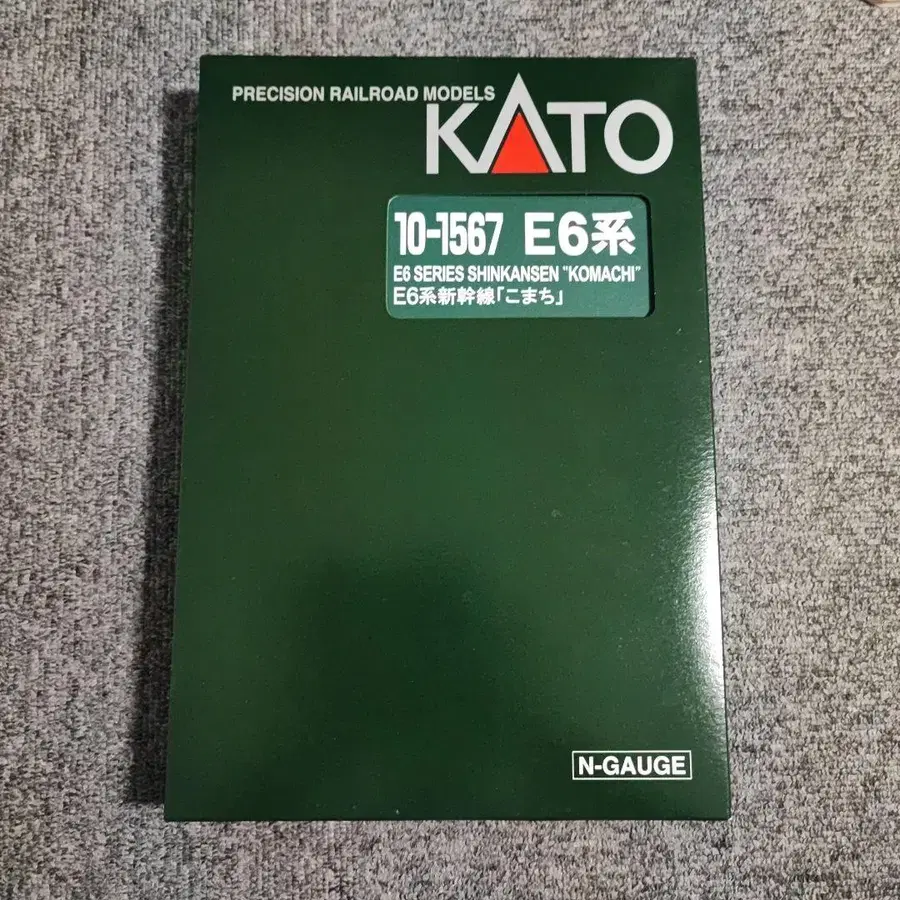 PRECISION RAILROAD MODELS
KATO
10-1567 E6系
E6 SERIES SHINKANSEN "KOMACHI"
E6系新幹線「こまち」
N-GAUGE